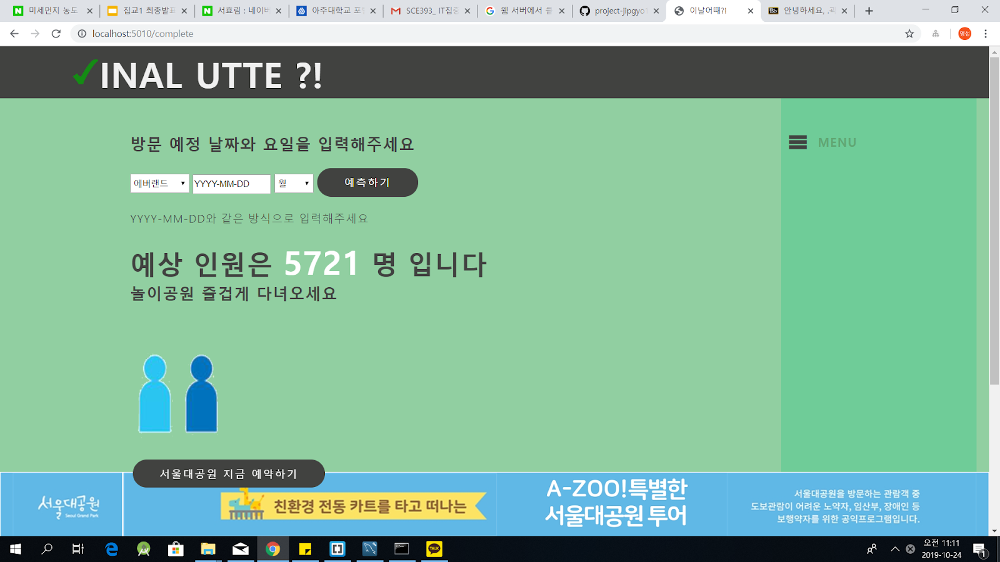 미세먼지 농도
집교1 최종발표
서효림 : 네이버
아주대학교 포
SCE393_ IT집중
웹 서버에서 클
project-jipgyo1
이날어때?!
안녕하세요, .
localhost:5010/complete
명섭
INAL UTTE ?!
방문 예정 날짜와 요일을 입력해주세요
MENU
에버랜드 YYYY-MM-DD 월 예측하기
YYYY-MM-DD와 같은 방식으로 입력해주세요
예상 인원은 5721 명 입니다
놀이공원 즐겁게 다녀오세요
서울대공원 지금 예약하기
서울대공원
Seoul Grand Park
친환경 전동 카트를 타고 떠나는
A-ZOO!특별한
서울대공원 투어
서울대공원을 방문하는 관람객 중
도보관람이 어려운 노약자, 임산부, 장애인 등
보행약자를 위한 공익프로그램입니다.
TALK
오전 11:11
2019-10-24
1